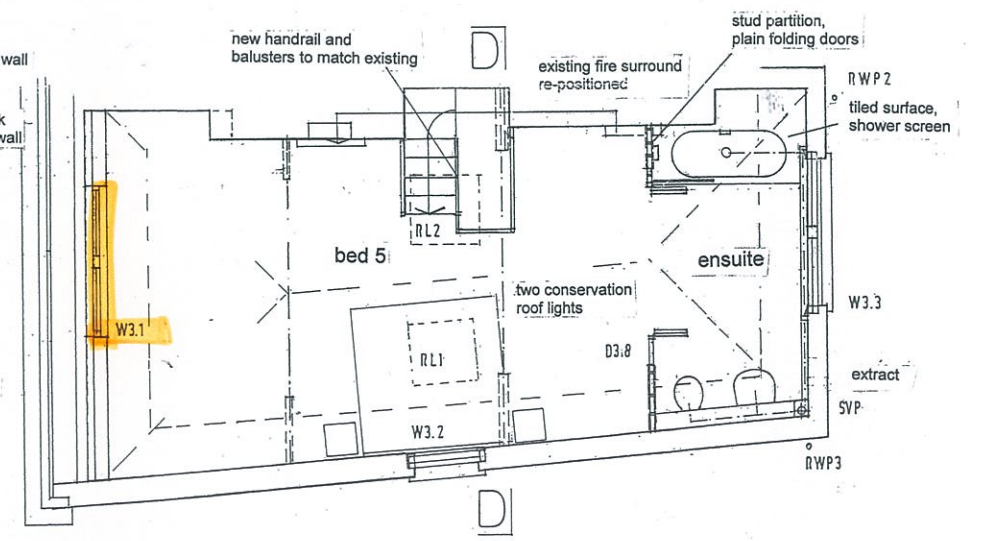 wall
k
wall
new handrail and
balusters to match existing
D
existing fire surround
re-positioned
stud partition,
plain folding doors
RWP2
tiled surface,
shower screen
RL2
bed 5
ensuite
two conservation
roof lights
W3.1
W3.3
RL1
D3.8
extract
W3.2
SVP
RWP3
D